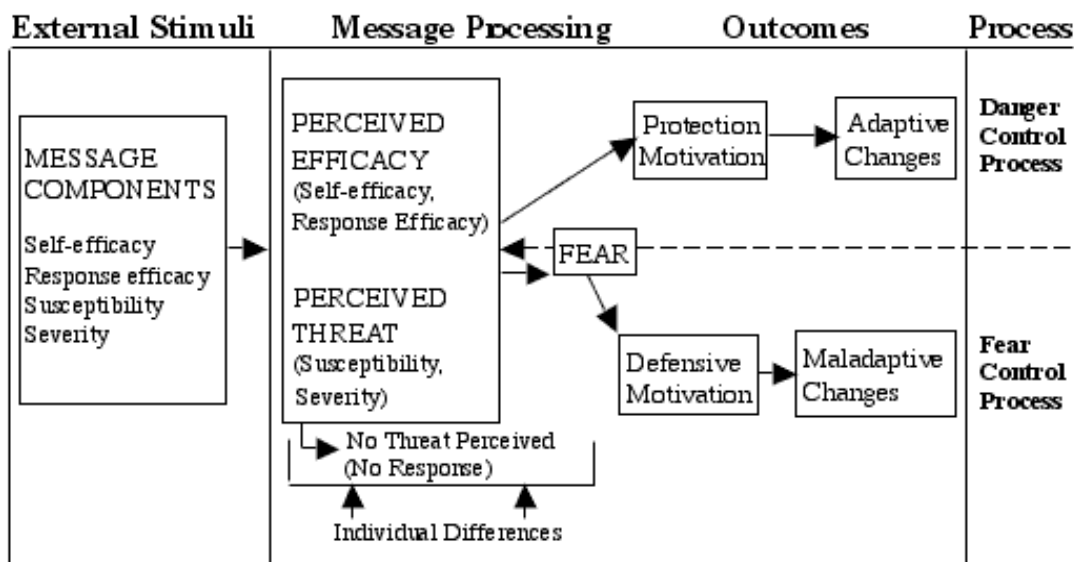 External Stimuli
Message Processing
Outcomes
Process
MESSAGE
COMPONENTS
Self-efficacy
Response efficacy
Susceptibility
Severity
PERCEIVED
EFFICACY
(Self-efficacy,
Response Efficacy)
PERCEIVED
THREAT
(Susceptibility,
Severity)
No Threat Perceived
(No Response)
Individual Differences
FEAR
Protection
Motivation
Adaptive
Changes
Defensive
Motivation
Maladaptive
Changes
Danger
Control
Process
Fear
Control
Process